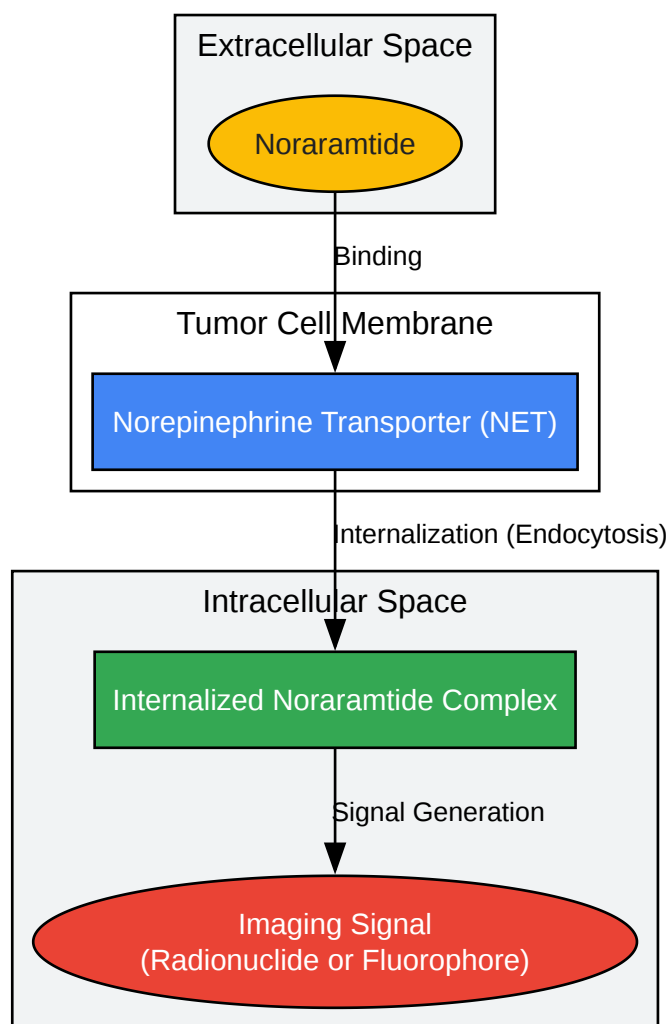 Extracellular Space
Noraramtide
Binding
Tumor Cell Membrane
Norepinephrine Transporter (NET)
Internalization (Endocytosis)
Intracellular Space
Internalized Noraramtide Complex
Signal Generation
Imaging Signal
(Radionuclide or Fluorophore)